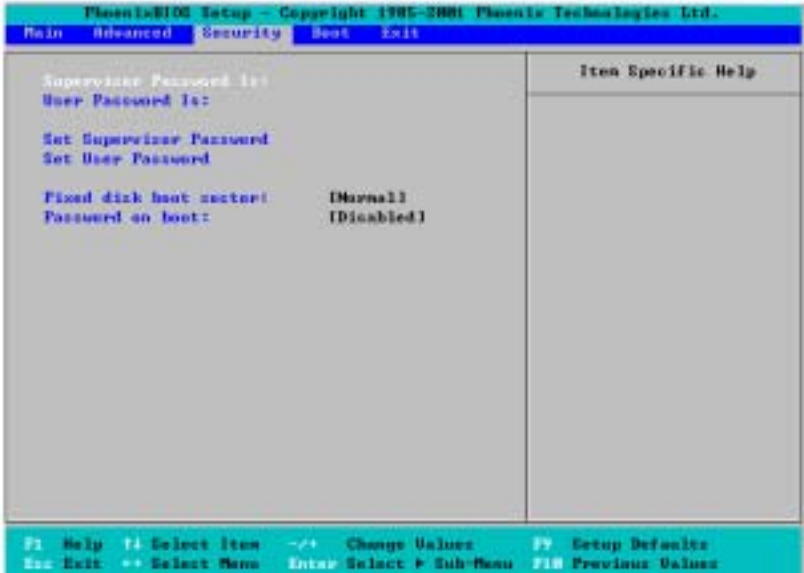 PhoenixBIOS Setup - Copyright 1985-2001 Phoenix Technologies Ltd.
Main Advanced Security Boot Exit
Supervisor Password Is:
User Password Is:
Item Specific Help
Set Supervisor Password
Set User Password
Fixed disk boot sector: [Normal]
Password on boot: [Disabled]
F1 Help ↑↓ Select Item -/+ Change Values F9 Setup Defaults
Esc Exit ↔ Select Menu Enter Select ▶ Sub-Menu F10 Previous Values